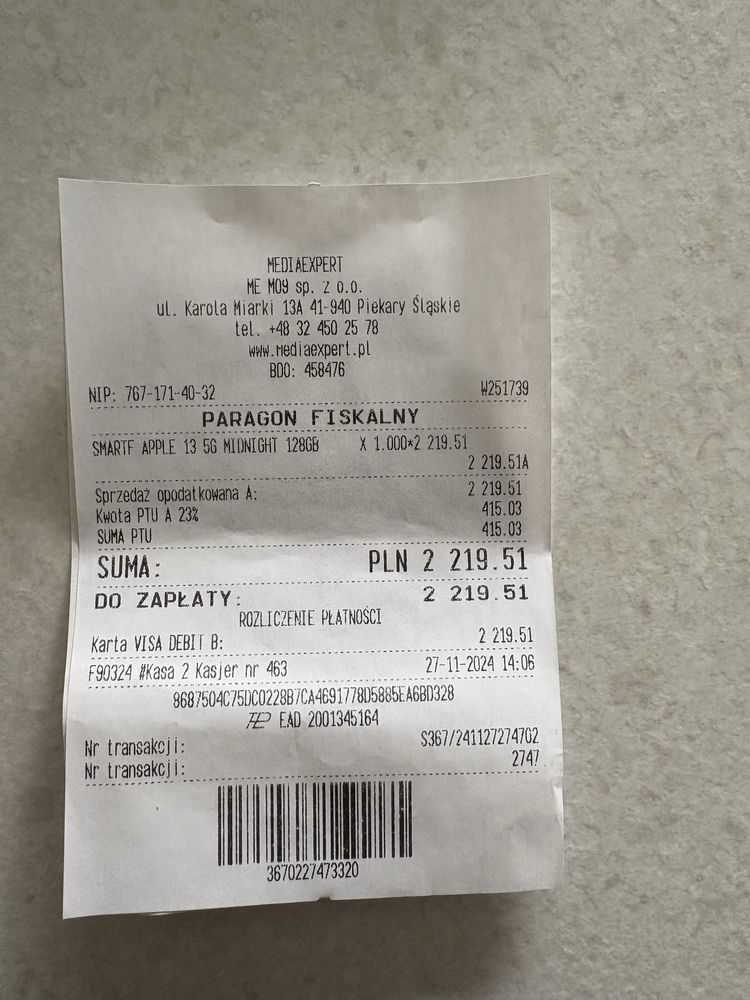 MEDIAEXPERT
ME M09 sp. z o.o.
ul. Karola Miarki 13A 41-940 Piekary Śląskie
tel. +48 32 450 25 78
www.mediaexpert.pl
BDO: 458476
NIP: 767-171-40-32 W251739
PARAGON FISKALNY
SMARTF APPLE 13 5G MIDNIGHT 128GB X 1.000*2 219.51
2 219.51A
Sprzedaż opodatkowana A: 2 219.51
Kwota PTU A 23% 415.03
SUMA PTU 415.03
SUMA: PLN 2 219.51
DO ZAPŁATY: 2 219.51
ROZLICZENIE PŁATNOŚCI
Karta VISA DEBIT B: 2 219.51
F90324 #Kasa 2 Kasjer nr 463 27-11-2024 14:06
8687504C75DC0228B7CA4691778D5885EA6BD328
EAD 2001345164
Nr transakcji: S367/241127274702
Nr transakcji: 2747
3670227473320